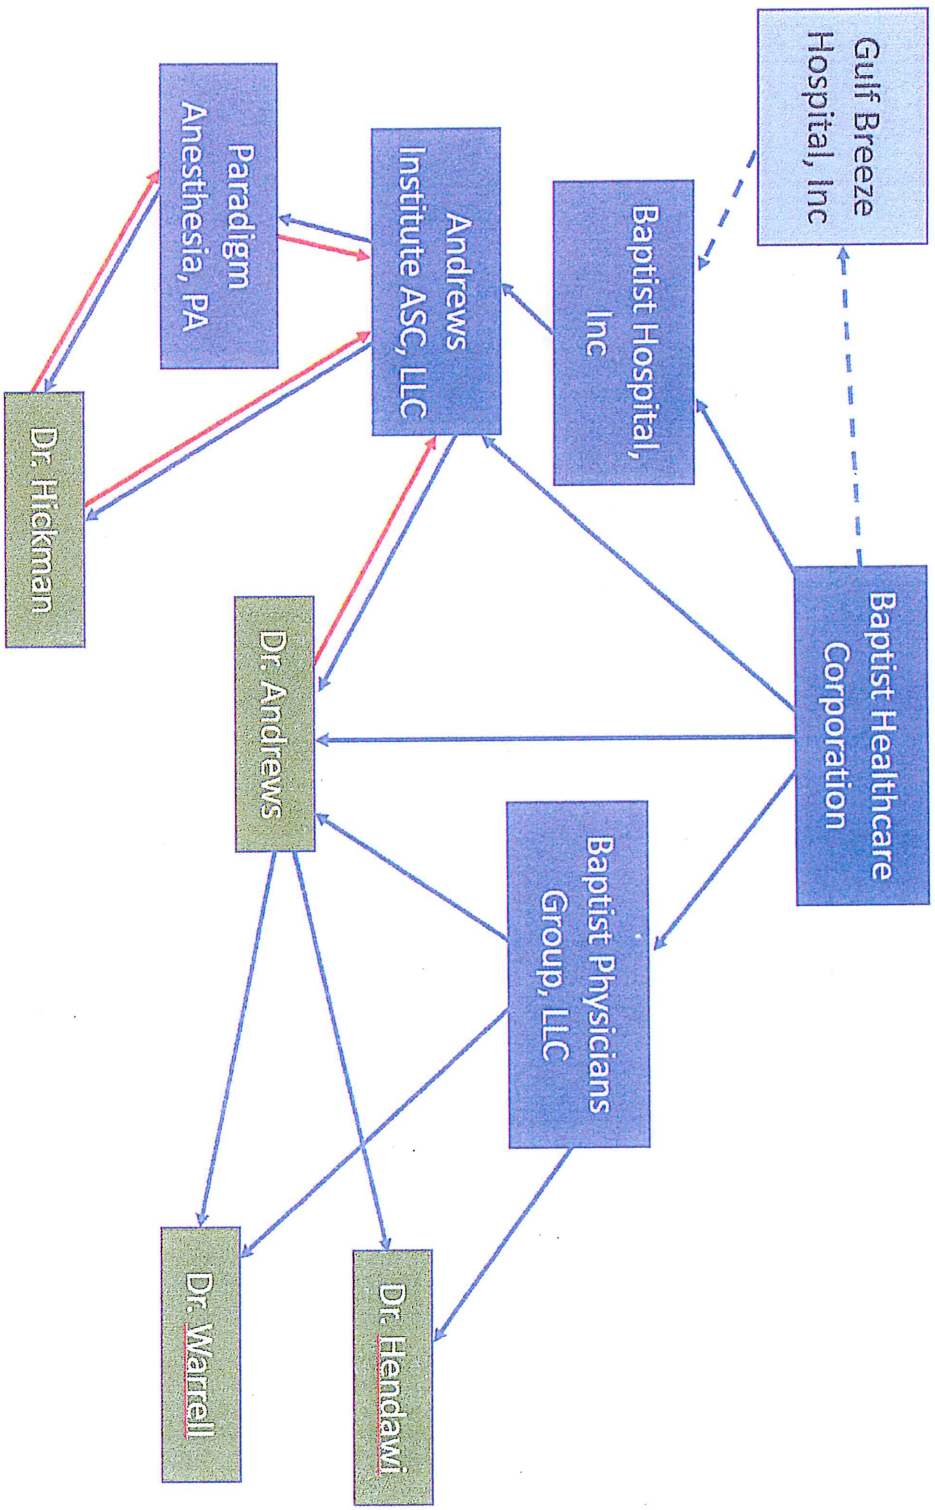 Gulf Breeze
Hospital, Inc
Baptist Healthcare
Corporation
Baptist Hospital,
Inc
Baptist Physicians
Group, LLC
Andrews
Institute ASC, LLC
Dr. Hendawi
Paradigm
Anesthesia, PA
Dr. Andrews
Dr. Warrell
Dr. Hickman